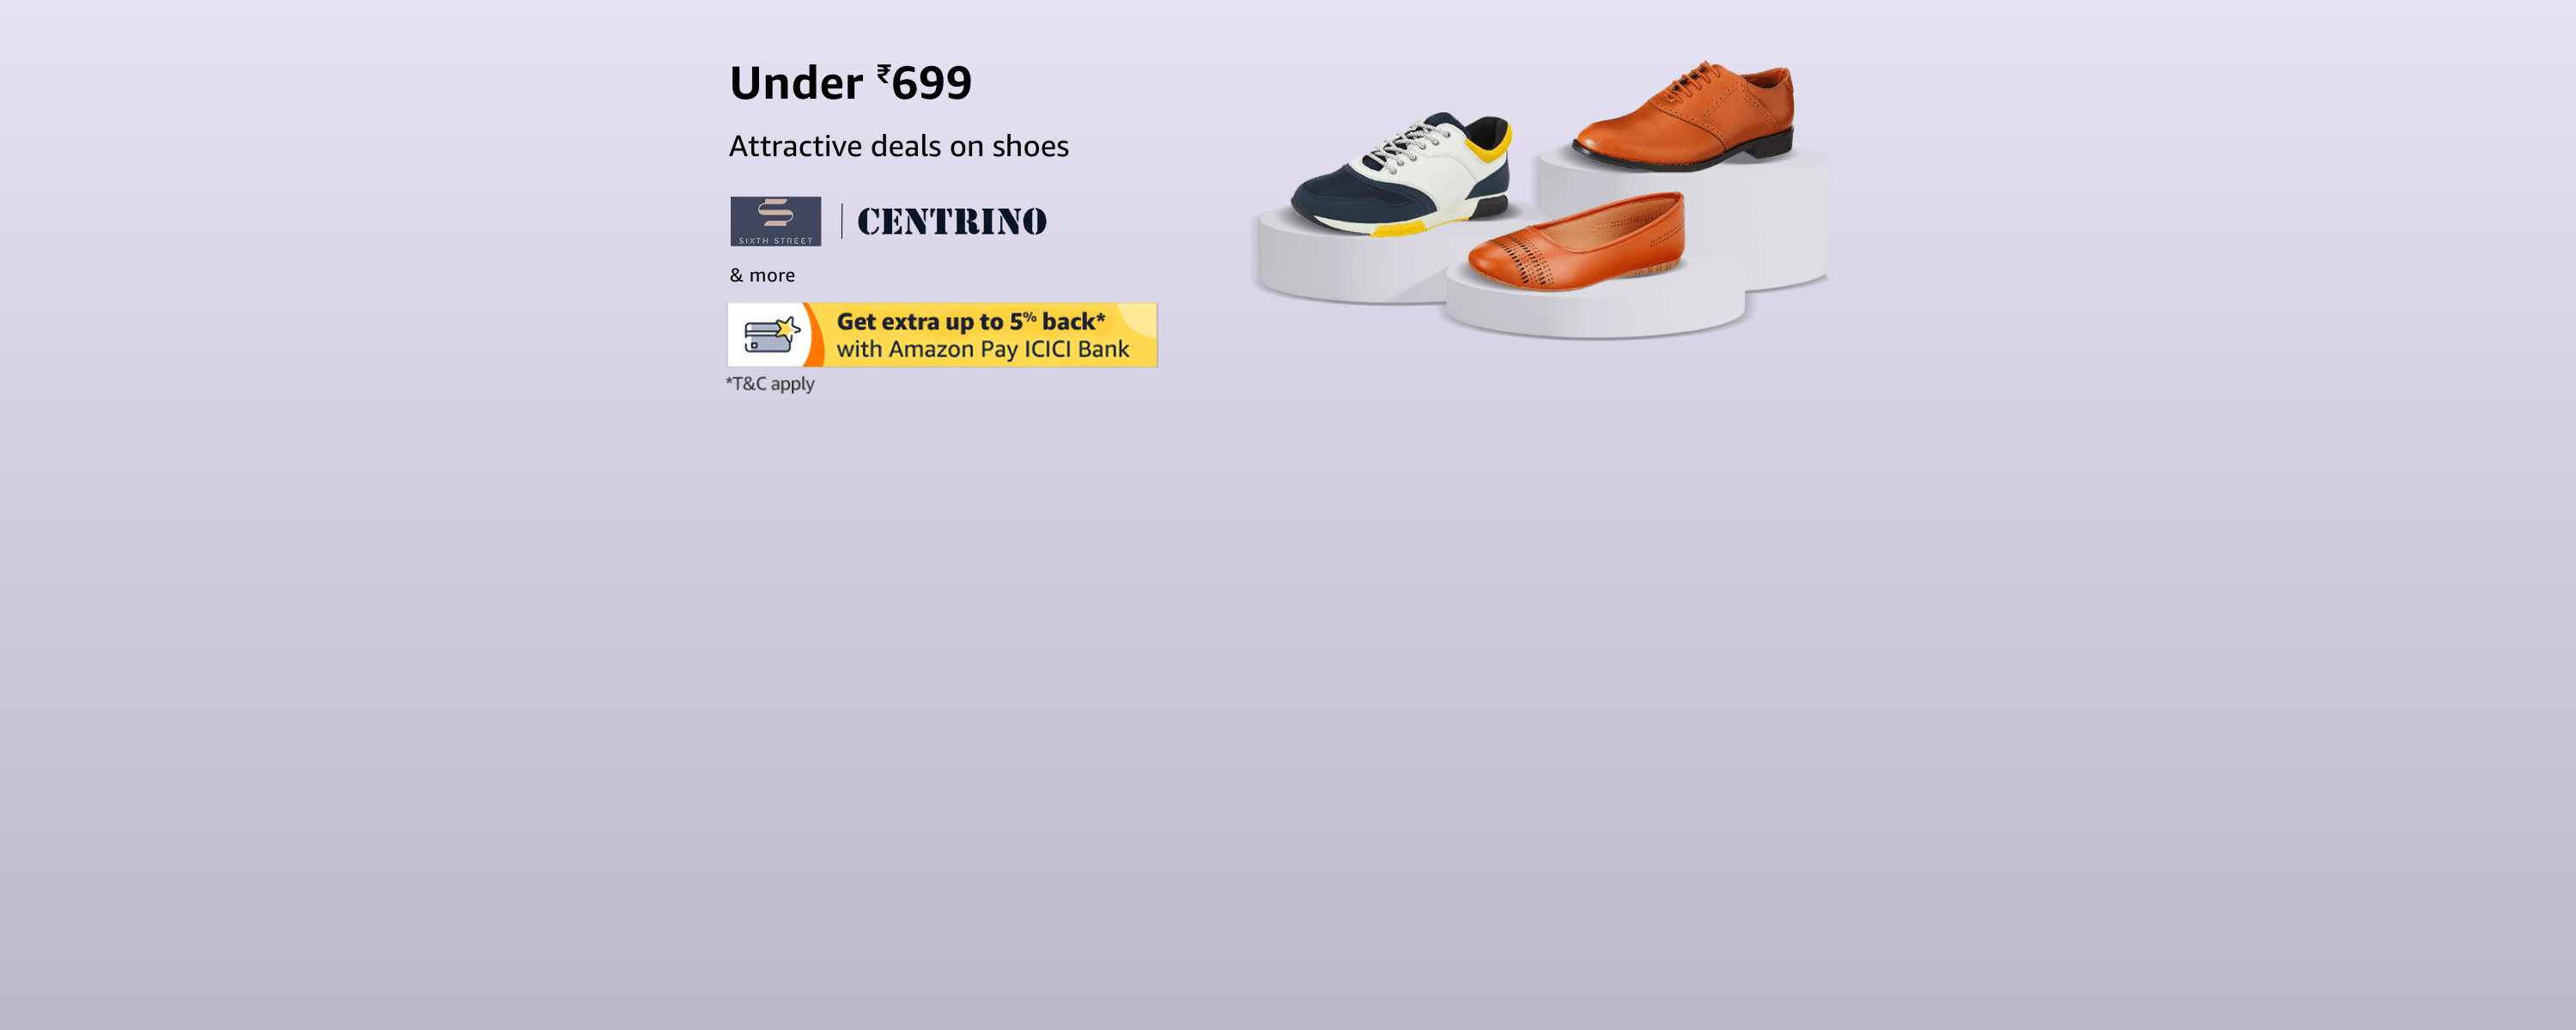 Under ₹699
Attractive deals on shoes
SIXTH STREET
CENTRINO
& more
Get extra up to 5% back*
with Amazon Pay ICICI Bank
*T&C apply